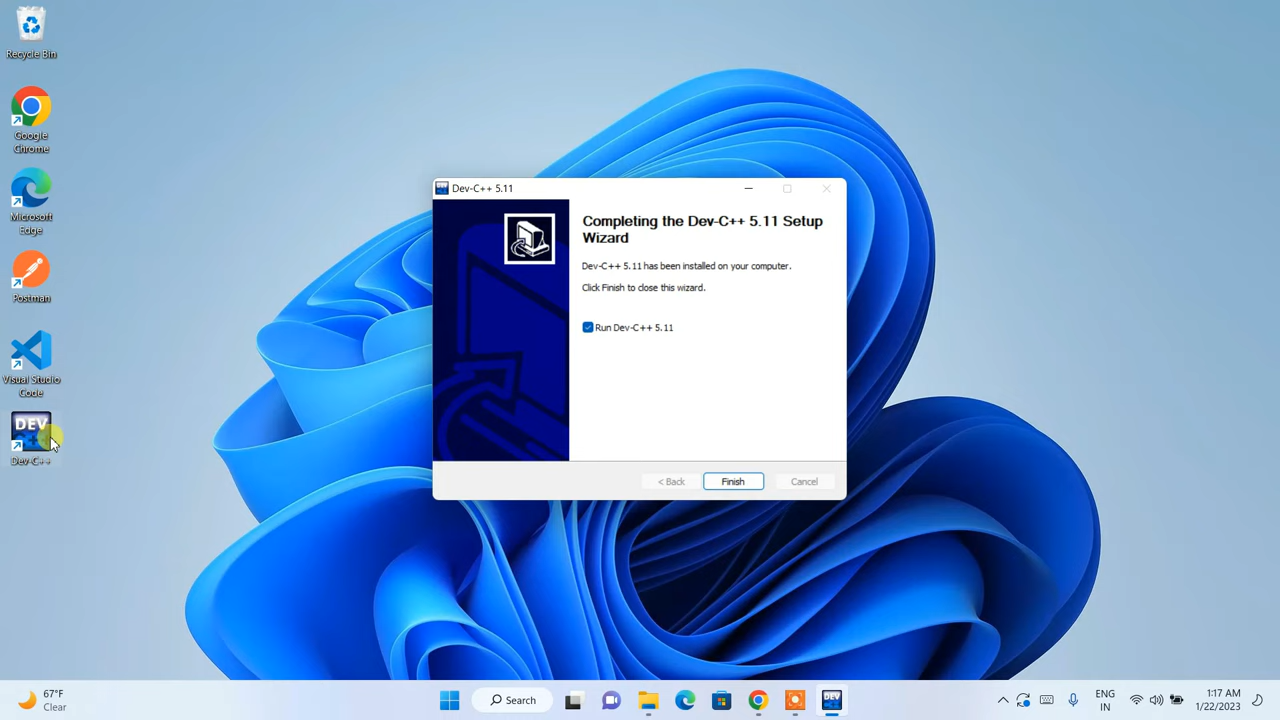 Recycle Bin
Google
Chrome
Microsoft
Edge
Postman
Visual Studio
Code
DEV
C++
Dev-C++
Dev-C++ 5.11
Completing the Dev-C++ 5.11 Setup
Wizard
Dev-C++ 5.11 has been installed on your computer.
Click Finish to close this wizard.
Run Dev-C++ 5.11
< Back
Finish
Cancel
67°F
Clear
Search
DEV
ENG
IN
1:17 AM
1/22/2023